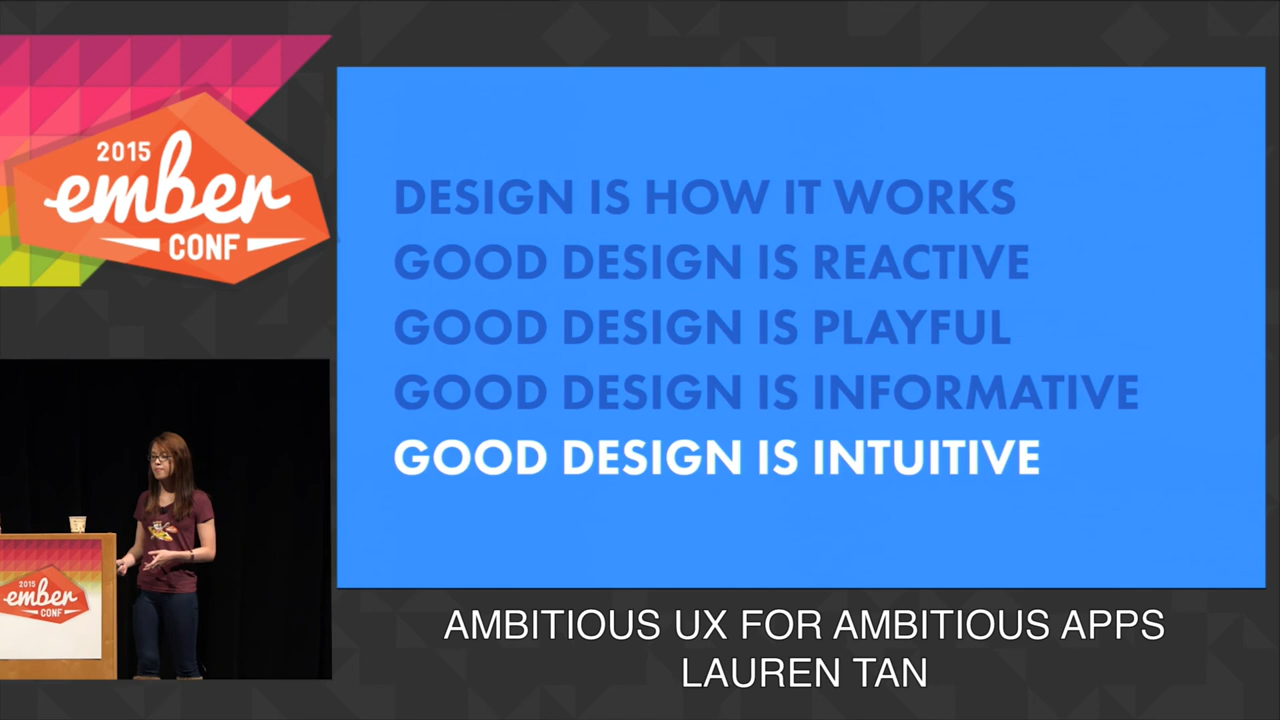 2015
ember
CONF
DESIGN IS HOW IT WORKS
GOOD DESIGN IS REACTIVE
GOOD DESIGN IS PLAYFUL
GOOD DESIGN IS INFORMATIVE
GOOD DESIGN IS INTUITIVE
2015
ember
CONF
AMBITIOUS UX FOR AMBITIOUS APPS
LAUREN TAN